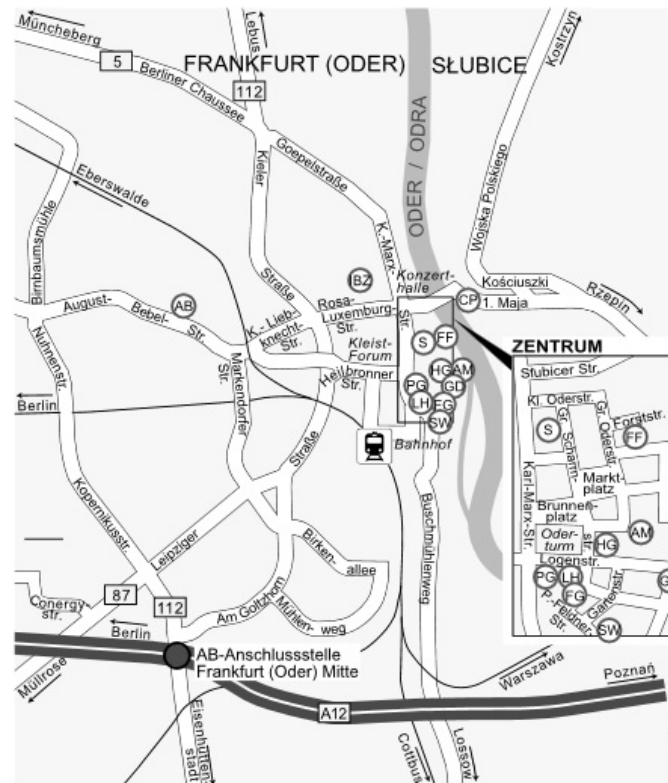 Müncheberg
Lebus
Kostrzyn
5
Berliner Chaussee
FRANKFURT (ODER)
SŁUBICE
112
Goepelstraße
Kieler
Straße
ODER / ODRA
Wojska Polskiego
Eberswalde
Birnbaumsmühle
K.-Marx-
Str.
Konzert-
halle
Kościuszki
1. Maja
Rzepin
CP
BZ
AB
August-
Bebel-
Str.
K.- Lieb-
knecht-
Str.
Rosa-
Luxemburg-
Str.
Kleist-
Forum
Heilbronner
Str.
S
FF
HG
AM
PG
GD
LH
FG
SW
Bahnhof
Nuhnenstr.
Markendorfer
Str.
Berlin
Straße
Leipziger
Kopernikusstr.
Buschmühlenweg
Birken-
allee
Mühlen-
weg
Am Goltzhorn
Conergy
str.
87
112
Berlin
Müllrose
AB-Anschlussstelle
Frankfurt (Oder) Mitte
Eisenhütten-
stadt
A12
Warszawa
Poznań
Cottbus
Lossow
ZENTRUM
Stubicer Str.
Kl. Oderstr.
Gr. Scharrn-
Gr. Oderstr.
Forststr.
S
FF
Karl-Marx-Str.
Markt-
platz
Brunnen-
platz
Oder-
turm
str.
HG
AM
Logenstr.
PG
LH
FG
Gartenstr.
P.-Feldner-
Str.
SW